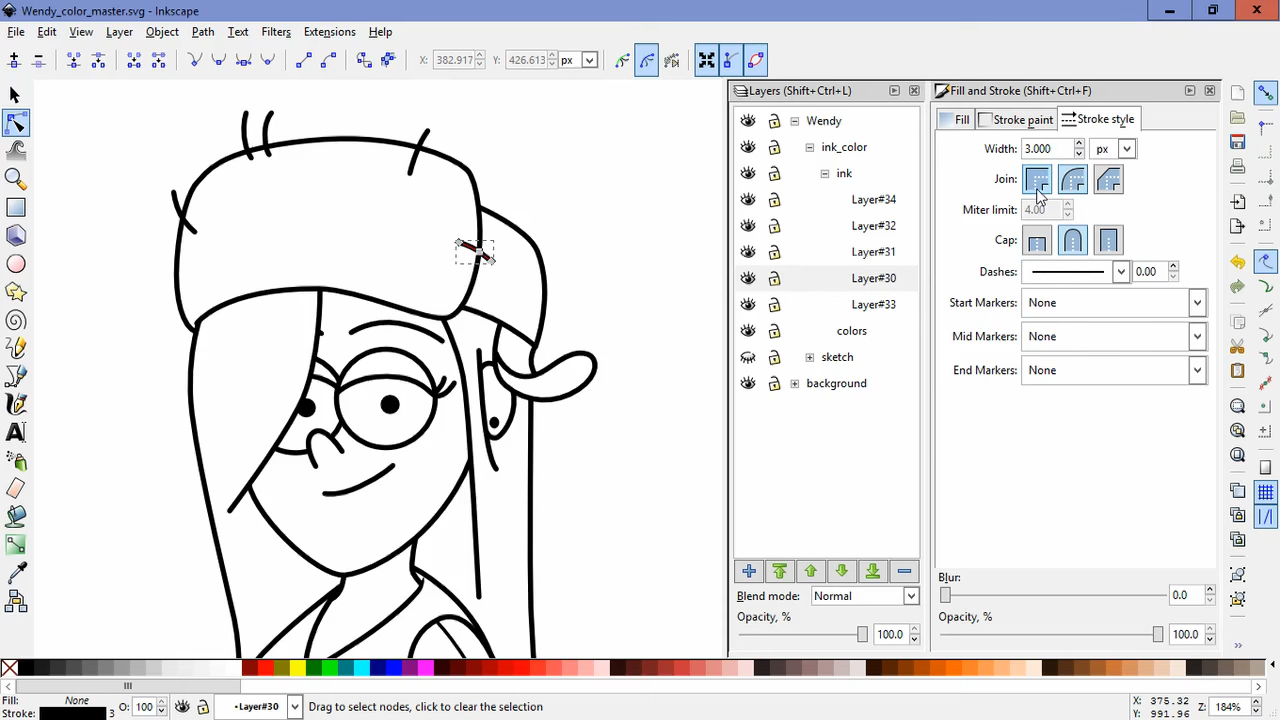 Wendy_color_master.svg - Inkscape
File Edit View Layer Object Path Text Filters Extensions Help
X: 382.917 Y: 426.613 px
Layers (Shift+Ctrl+L)
Wendy
ink_color
ink
Layer#34
Layer#32
Layer#31
Layer#30
Layer#33
colors
sketch
background
Blend mode: Normal
Opacity, %
100.0
Fill and Stroke (Shift+Ctrl+F)
Fill Stroke paint Stroke style
Width: 3.000 px
Join:
Miter limit: 4.00
Cap:
Dashes: 0.00
Start Markers: None
Mid Markers: None
End Markers: None
Blur:
0.0
Opacity, %
100.0
Fill: None
Stroke: 3
O: 100
•Layer#30
Drag to select nodes, click to clear the selection
X: 375.32
Y: 991.96
Z: 184%